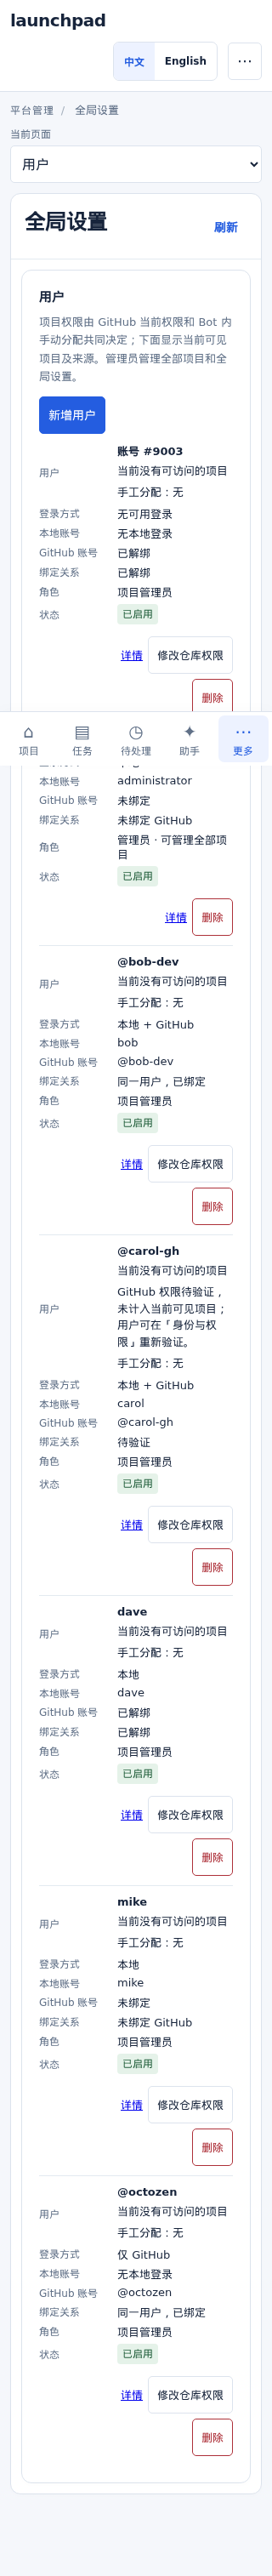 launchpad
中文 English ⋯
平台管理 / 全局设置
当前页面
用户
全局设置
刷新
用户
项目权限由 GitHub 当前权限和 Bot 内
手动分配共同决定；下面显示当前可见
项目及来源。管理员管理全部项目和全
局设置。
新增用户
账号 #9003
用户 当前没有可访问的项目
手工分配：无
登录方式 无可用登录
本地账号 无本地登录
GitHub 账号 已解绑
绑定关系 已解绑
角色 项目管理员
状态 已启用
详情 修改仓库权限
删除
项目 任务 待处理 助手 更多
本地账号 administrator
GitHub 账号 未绑定
绑定关系 未绑定 GitHub
角色 管理员 · 可管理全部项
目
状态 已启用
详情 删除
@bob-dev
用户 当前没有可访问的项目
手工分配：无
登录方式 本地 + GitHub
本地账号 bob
GitHub 账号 @bob-dev
绑定关系 同一用户，已绑定
角色 项目管理员
状态 已启用
详情 修改仓库权限
删除
@carol-gh
当前没有可访问的项目
GitHub 权限待验证，
用户 未计入当前可见项目；
用户可在「身份与权
限」重新验证。
手工分配：无
登录方式 本地 + GitHub
本地账号 carol
GitHub 账号 @carol-gh
绑定关系 待验证
角色 项目管理员
状态 已启用
详情 修改仓库权限
删除
dave
用户 当前没有可访问的项目
手工分配：无
登录方式 本地
本地账号 dave
GitHub 账号 已解绑
绑定关系 已解绑
角色 项目管理员
状态 已启用
详情 修改仓库权限
删除
mike
用户 当前没有可访问的项目
手工分配：无
登录方式 本地
本地账号 mike
GitHub 账号 未绑定
绑定关系 未绑定 GitHub
角色 项目管理员
状态 已启用
详情 修改仓库权限
删除
@octozen
用户 当前没有可访问的项目
手工分配：无
登录方式 仅 GitHub
本地账号 无本地登录
GitHub 账号 @octozen
绑定关系 同一用户，已绑定
角色 项目管理员
状态 已启用
详情 修改仓库权限
删除